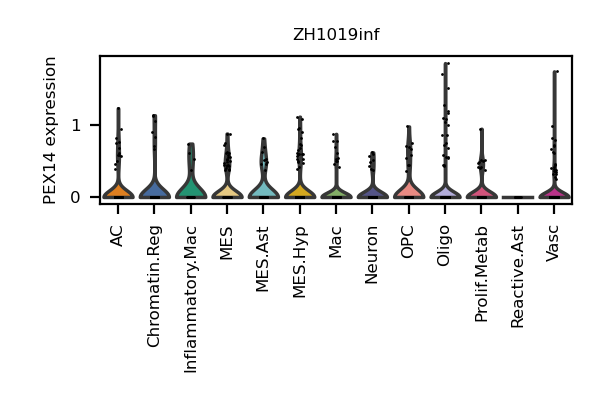 ZH1019inf
PEX14 expression
1
0
AC
Chromatin.Reg
Inflammatory.Mac
MES
MES.Ast
MES.Hyp
Mac
Neuron
OPC
Oligo
Prolif.Metab
Reactive.Ast
Vasc